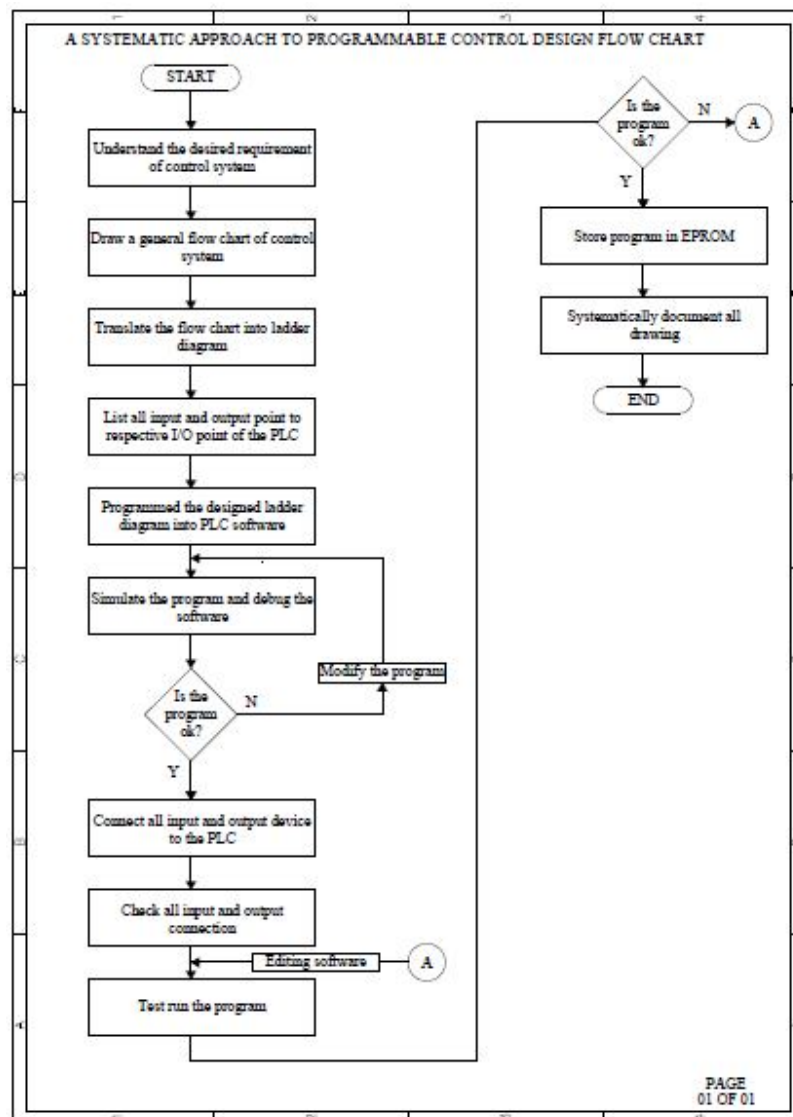 A SYSTEMATIC APPROACH TO PROGRAMMABLE CONTROL DESIGN FLOW CHART
START
Understand the desired requirement
of control system
Draw a general flow chart of control
system
Translate the flow chart into ladder
diagram
List all input and output point to
respective I/O point of the PLC
Programmed the designed ladder
diagram into PLC software
Simulate the program and debug the
software
Modify the program
Is the
program
ok?
N
Y
Connect all input and output device
to the PLC
Check all input and output
connection
Editing software
A
Test run the program
Is the
program
ok?
N
A
Y
Store program in EPROM
Systematically document all
drawing
END
PAGE
01 OF 01